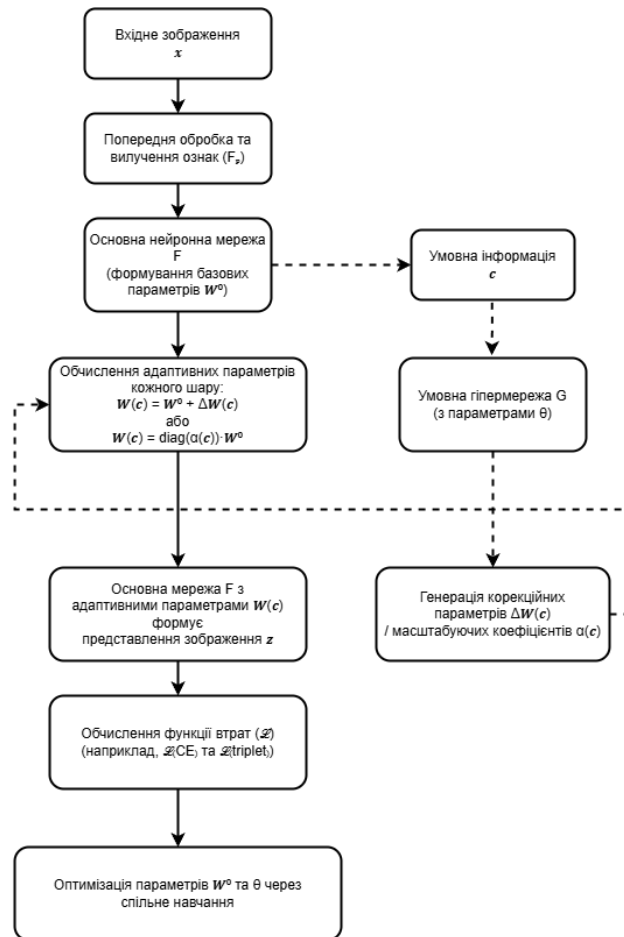 Вхідне зображення
x
Попередня обробка та
вилучення ознак (Fₚ)
Основна нейронна мережа
F
(формування базових
параметрів W⁰)
Умовна інформація
c
Обчислення адаптивних параметрів
кожного шару:
W(c) = W⁰ + ΔW(c)
або
W(c) = diag(α(c))·W⁰
Умовна гіпермережа G
(з параметрами θ)
Основна мережа F з
адаптивними параметрами W(c)
формує
представлення зображення z
Генерація корекційних
параметрів ΔW(c)
/ масштабуючих коефіцієнтів α(c)
Обчислення функції втрат (ℒ)
(наприклад, ℒ₍CE₎ та ℒ₍triplet₎)
Оптимізація параметрів W⁰ та θ через
спільне навчання